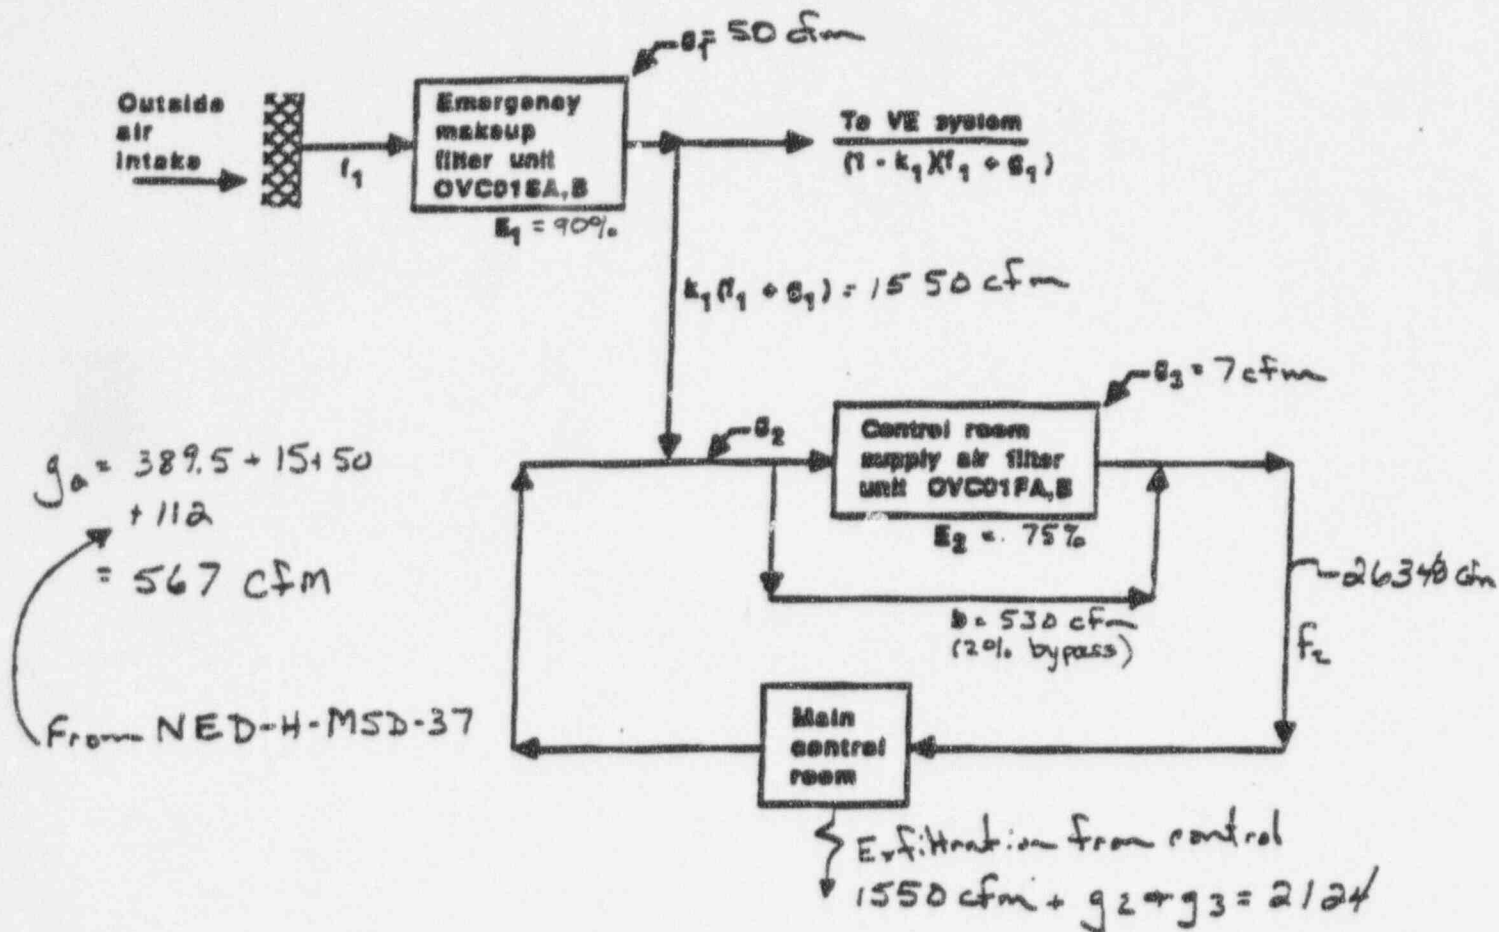 g₁ = 50 cfm
Outside
air
intake
f₁
Emergency
makeup
filter unit
OVC01SA,B
E₁ = 90%
To VE system
(1 - k₁)(f₁ + g₁)
k₁(f₁ + g₁) = 1550 cfm
g₂
g₃ = 7 cfm
Control room
supply air filter
unit OVC01FA,B
E₂ = 75%
b = 530 cfm
(2% bypass)
26348 cfm
f₂
gₐ = 389.5 + 15 + 50
+ 112
= 567 cfm
From NED-H-MSD-37
Main
control
room
Exfiltration from control
1550 cfm + g₂ + g₃ = 2124